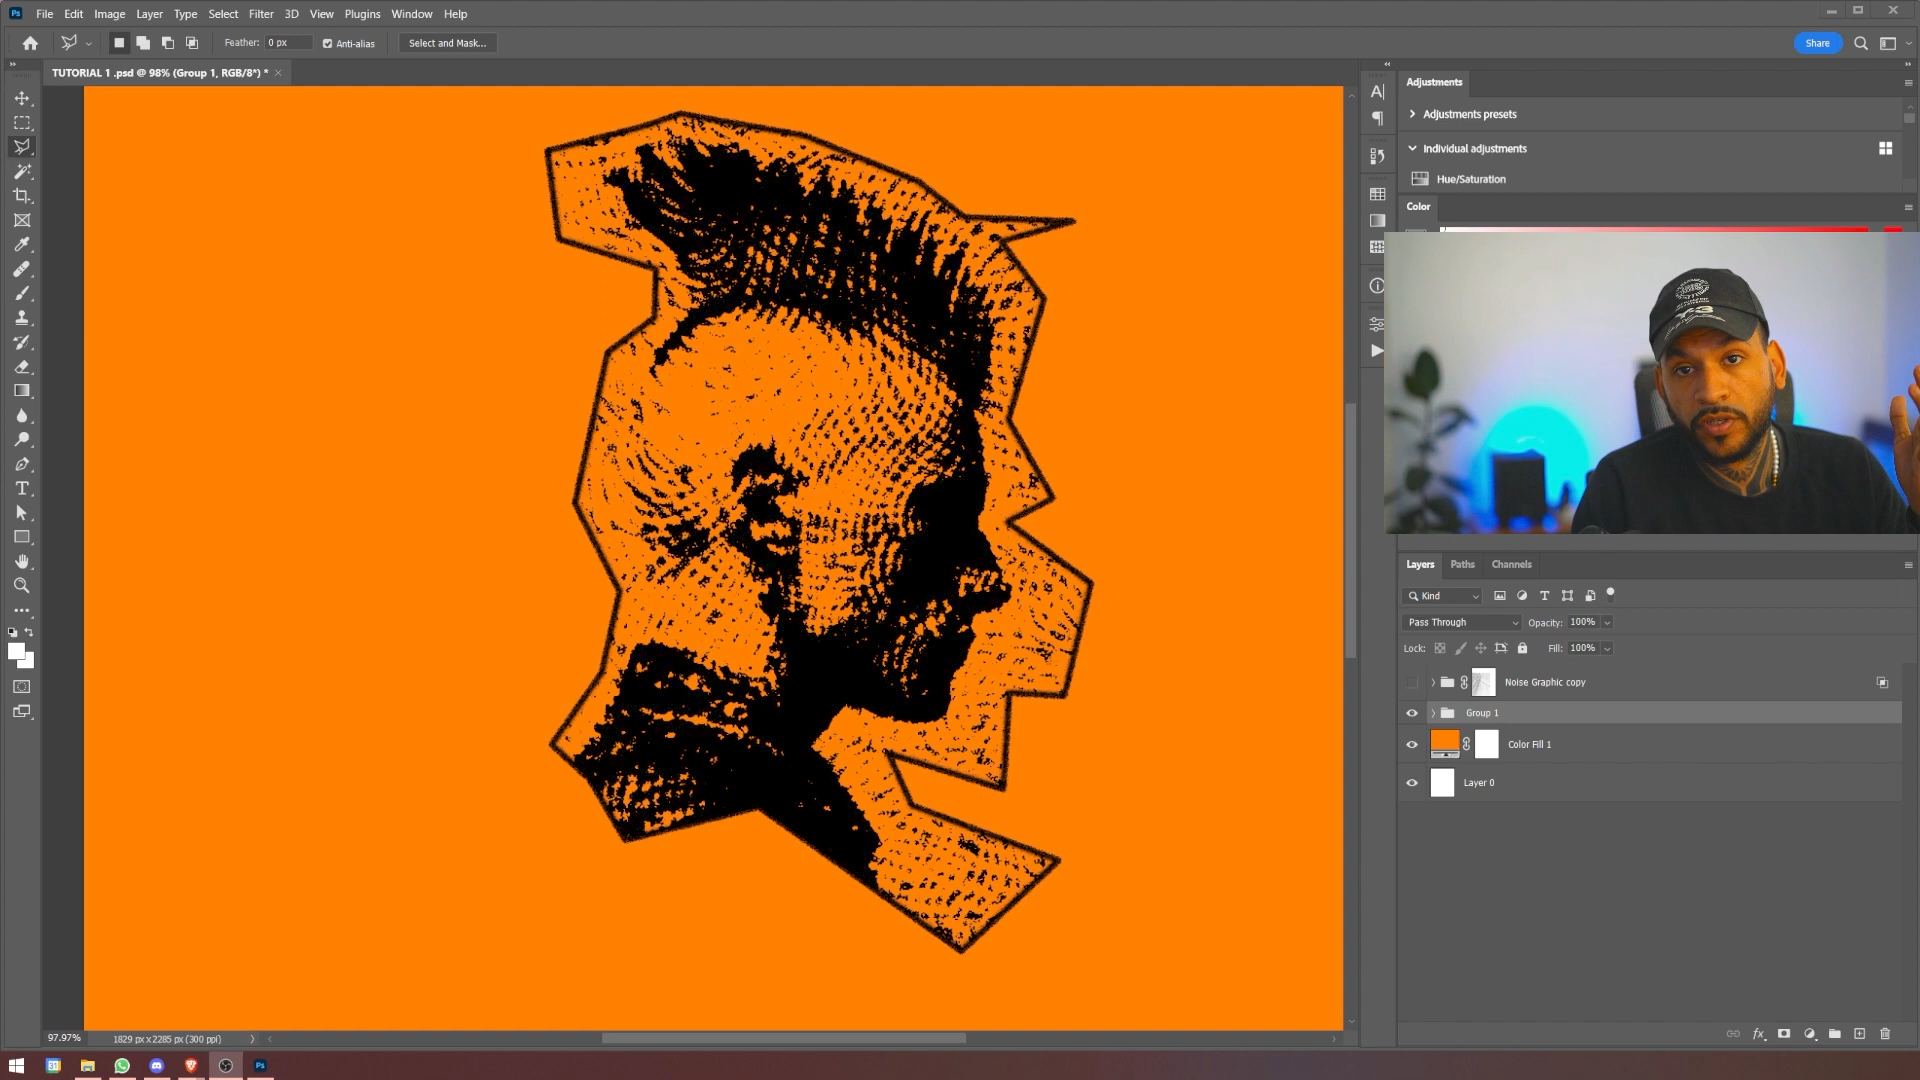 Ps File Edit Image Layer Type Select Filter 3D View Plugins Window Help
Feather: 0 px Anti-alias Select and Mask... Share
TUTORIAL 1 .psd @ 98% (Group 1, RGB/8*) *
Adjustments
Adjustments presets
Individual adjustments
Hue/Saturation
Color
Layers Paths Channels
Kind
Pass Through Opacity: 100%
Lock: Fill: 100%
Noise Graphic copy
Group 1
Color Fill 1
Layer 0
97.97% 1829 px x 2285 px (300 ppi)
31
Ps